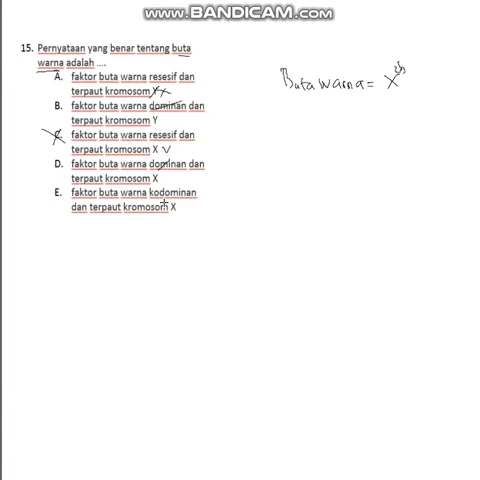 WWW.BANDICAM.COM
15. Pernyataan yang benar tentang buta
warna adalah ....
A. faktor buta warna resesif dan
terpaut kromosom
B. faktor buta warna dominan dan
terpaut kromosom Y
C. faktor buta warna resesif dan
terpaut kromosom X V
D. faktor buta warna dominan dan
terpaut kromosom X
E. faktor buta warna kodominan
dan terpaut kromosom X
Buta warna = X